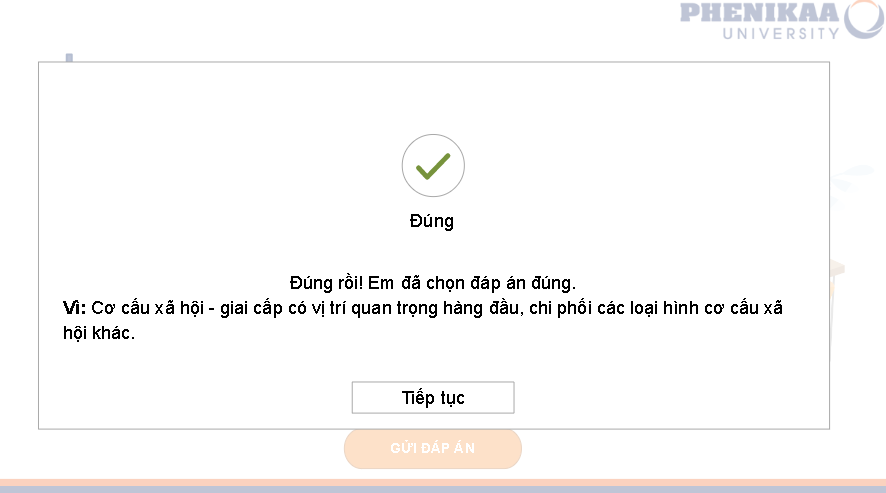 PHENIKAA
UNIVERSITY
Đúng
Đúng rồi! Em đã chọn đáp án đúng.
Vì: Cơ cấu xã hội - giai cấp có vị trí quan trọng hàng đầu, chi phối các loại hình cơ cấu xã
hội khác.
Tiếp tục
GỬI ĐÁP ÁN